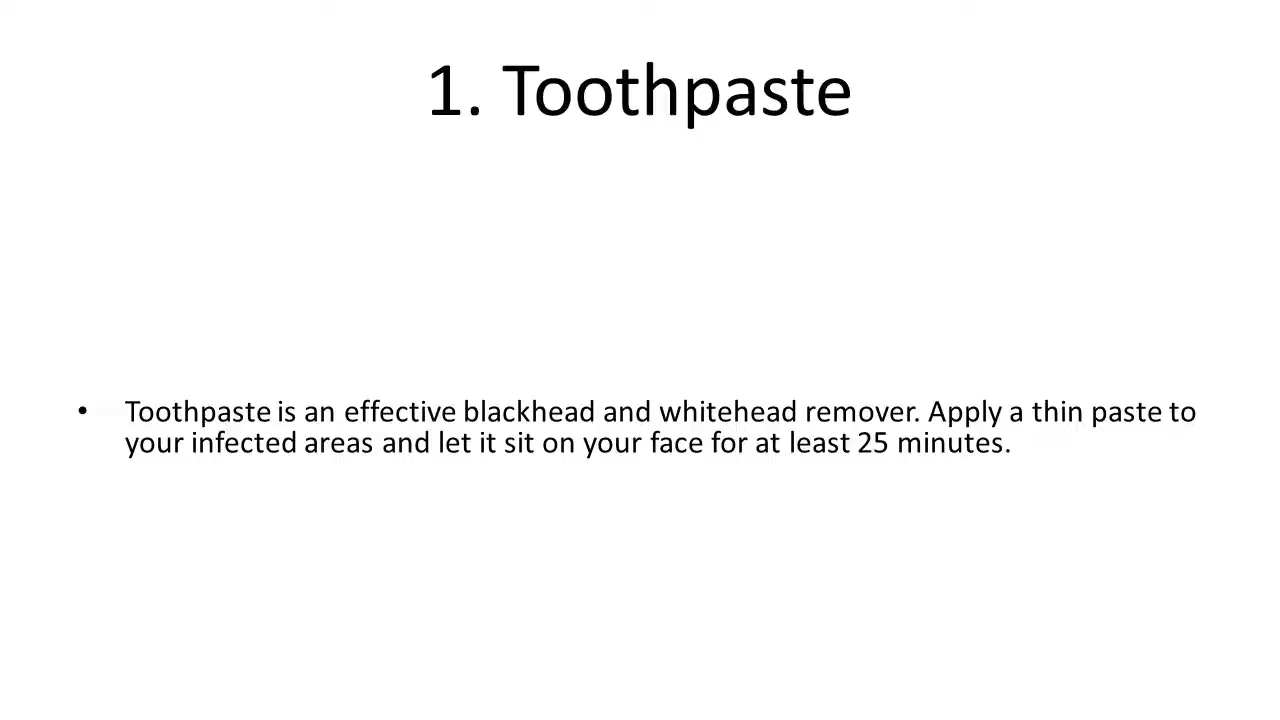 1. Toothpaste
• Toothpaste is an effective blackhead and whitehead remover. Apply a thin paste to
your infected areas and let it sit on your face for at least 25 minutes.